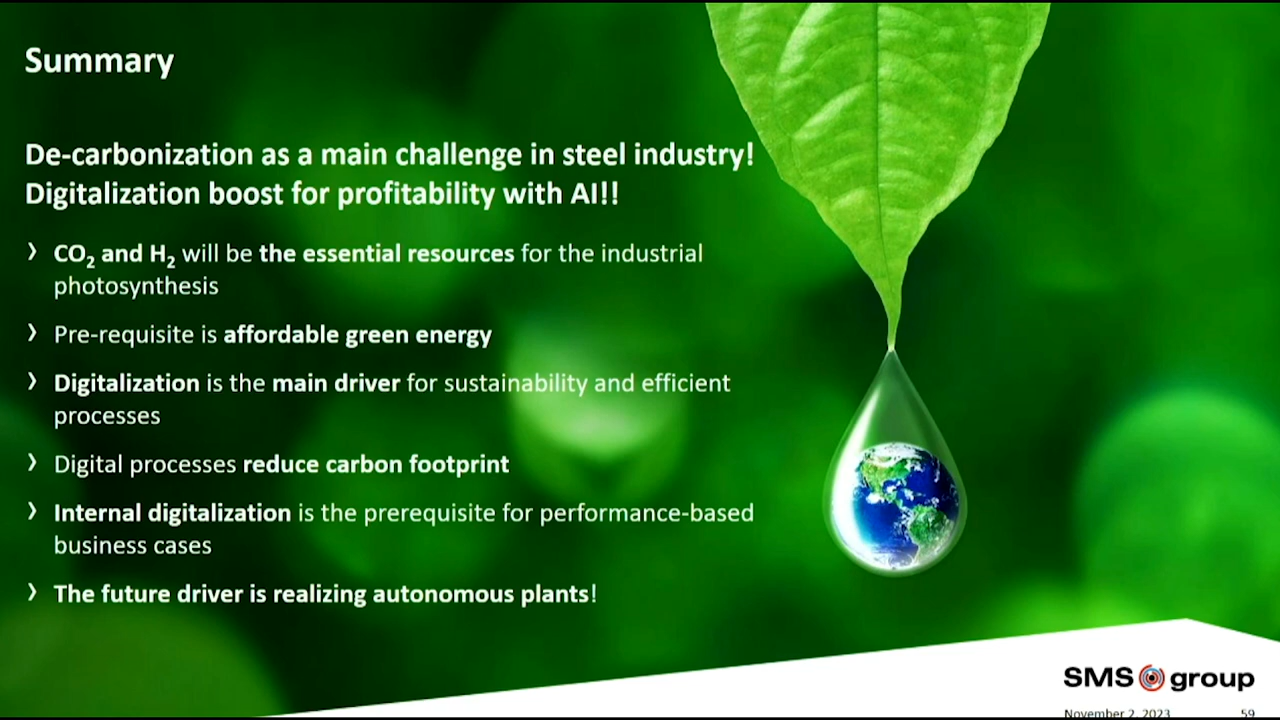 Summary
De-carbonization as a main challenge in steel industry!
Digitalization boost for profitability with AI!!
❯ CO₂ and H₂ will be the essential resources for the industrial
photosynthesis
❯ Pre-requisite is affordable green energy
❯ Digitalization is the main driver for sustainability and efficient
processes
❯ Digital processes reduce carbon footprint
❯ Internal digitalization is the prerequisite for performance-based
business cases
❯ The future driver is realizing autonomous plants!
SMS group
November 2, 2023 59